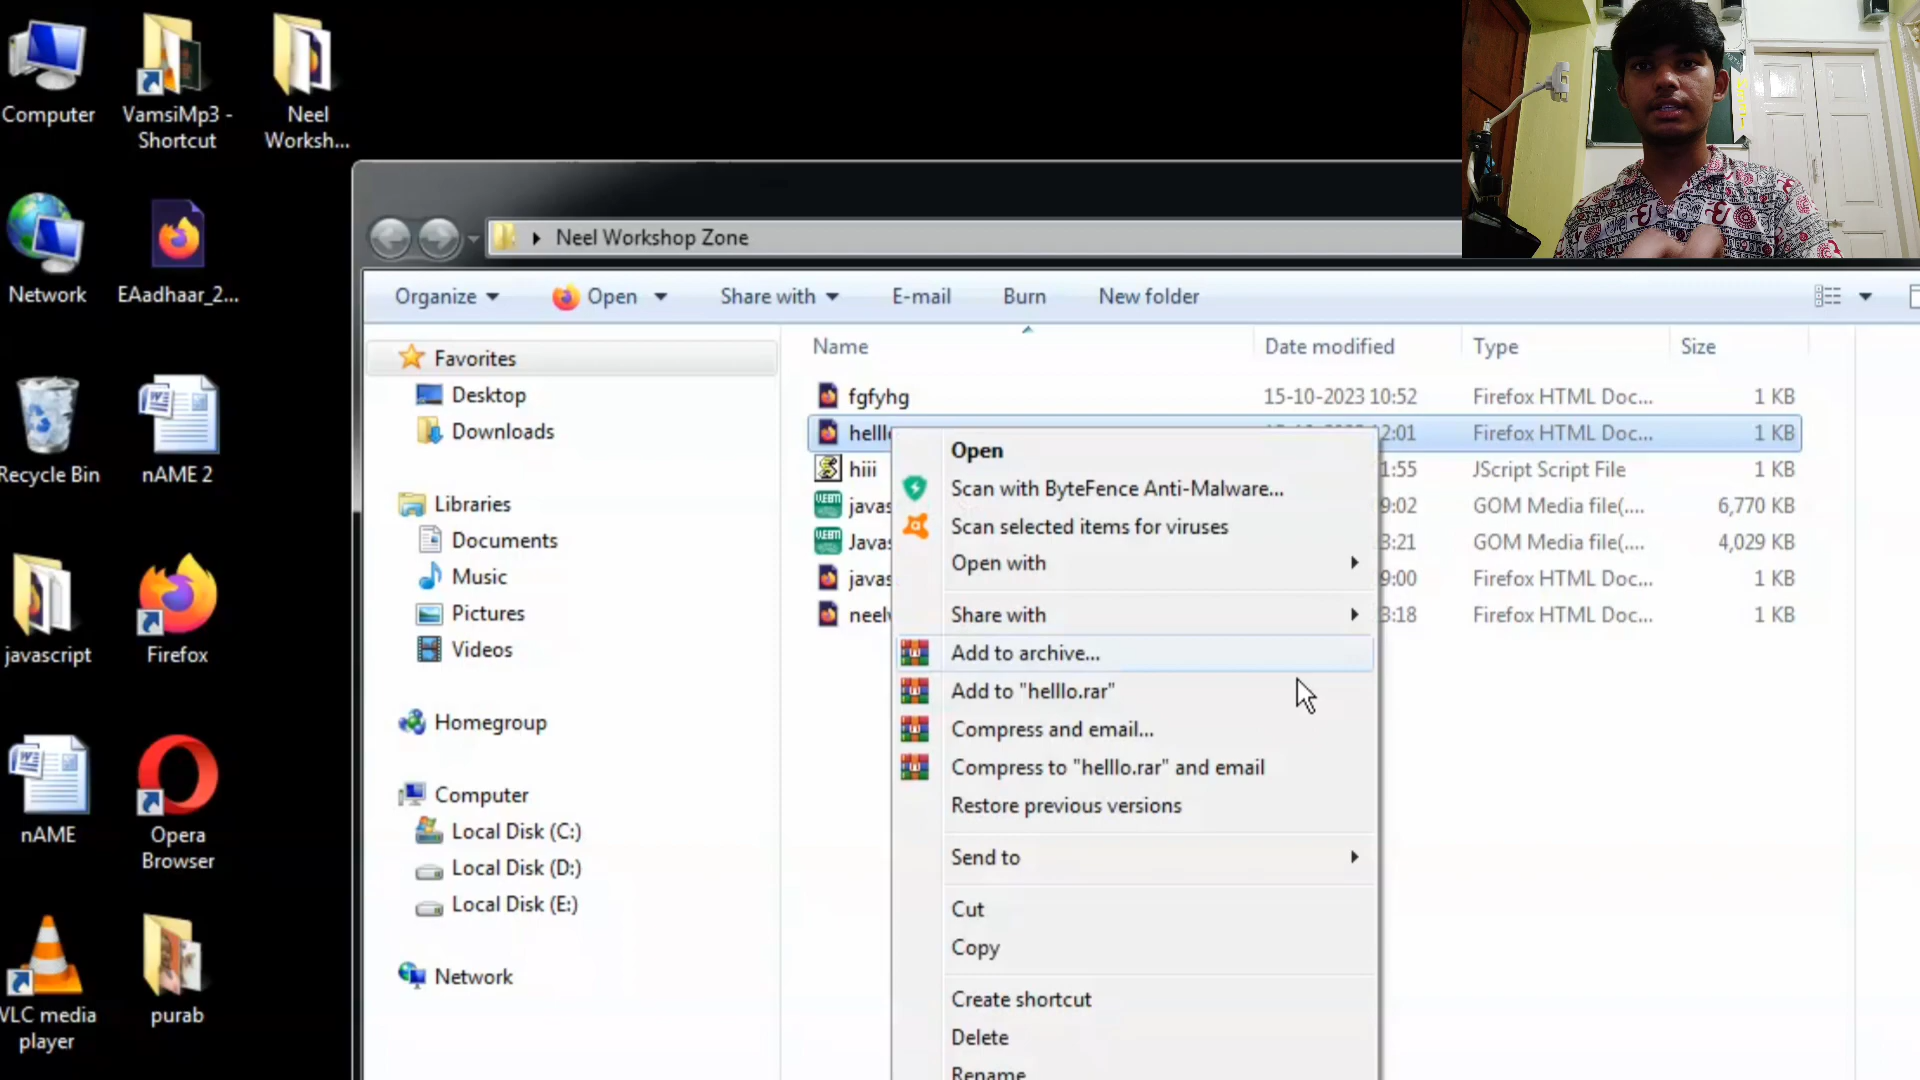 Computer
VamsiMp3 -
Shortcut
Neel
Worksh...
Network
EAadhaar_2...
Recycle Bin
nAME 2
javascript
Firefox
nAME
Opera
Browser
VLC media
player
purab
Neel Workshop Zone
Organize
Open
Share with
E-mail
Burn
New folder
Favorites
Desktop
Downloads
Libraries
Documents
Music
Pictures
Videos
Homegroup
Computer
Local Disk (C:)
Local Disk (D:)
Local Disk (E:)
Network
Name Date modified Type Size
fgfyhg 15-10-2023 10:52 Firefox HTML Doc... 1 KB
helll 2:01 Firefox HTML Doc... 1 KB
hiii 1:55 JScript Script File
javas 9:02 GOM Media file(.... 6,770 KB
Javas 3:21 GOM Media file(.... 4,029 KB
javas 9:00 Firefox HTML Doc... 1 KB
neelv 3:18 Firefox HTML Doc... 1 KB
Open
Scan with ByteFence Anti-Malware...
Scan selected items for viruses
Open with
Share with
Add to archive...
Add to "helllo.rar"
Compress and email...
Compress to "helllo.rar" and email
Restore previous versions
Send to
Cut
Copy
Create shortcut
Delete
Rename